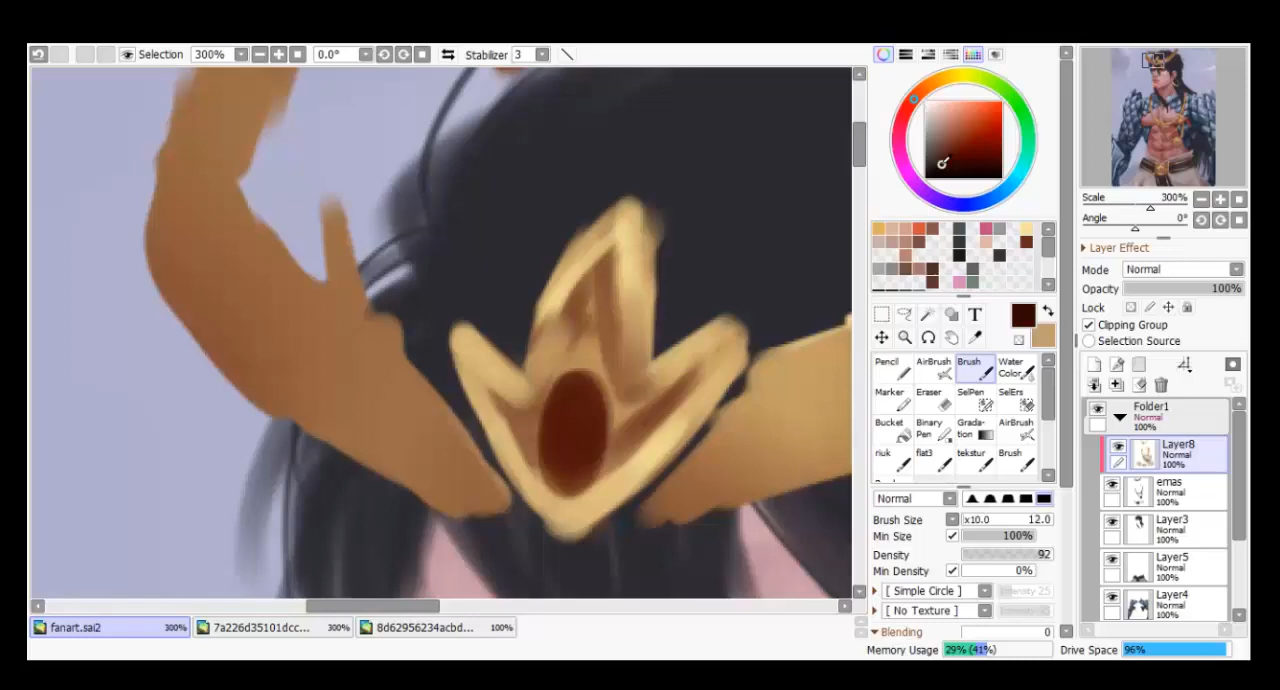 Selection 300% 0.0° Stabilizer 3
Scale 300%
Angle 0°
Layer Effect
Mode Normal
Opacity 100%
Lock
Clipping Group
Selection Source
T
Pencil AirBrush Brush Water Color
Marker Eraser SelPen SelErs
Bucket Binary Pen Grada-tion AirBrush
riuk flat3 tekstur Brush
Normal
Brush Size x10.0 12.0
Min Size 100%
Density 92
Min Density 0%
[ Simple Circle ] Intensity 25
[ No Texture ]
Blending 0
Folder1
Normal
100%
Layer8
Normal
100%
emas
Normal
100%
Layer3
Normal
100%
Layer5
Normal
100%
Layer4
Normal
100%
fanart.sai2 300% 7a226d35101dcc... 300% 8d62956234acbd... 100%
Memory Usage 29% (41%) Drive Space 96%